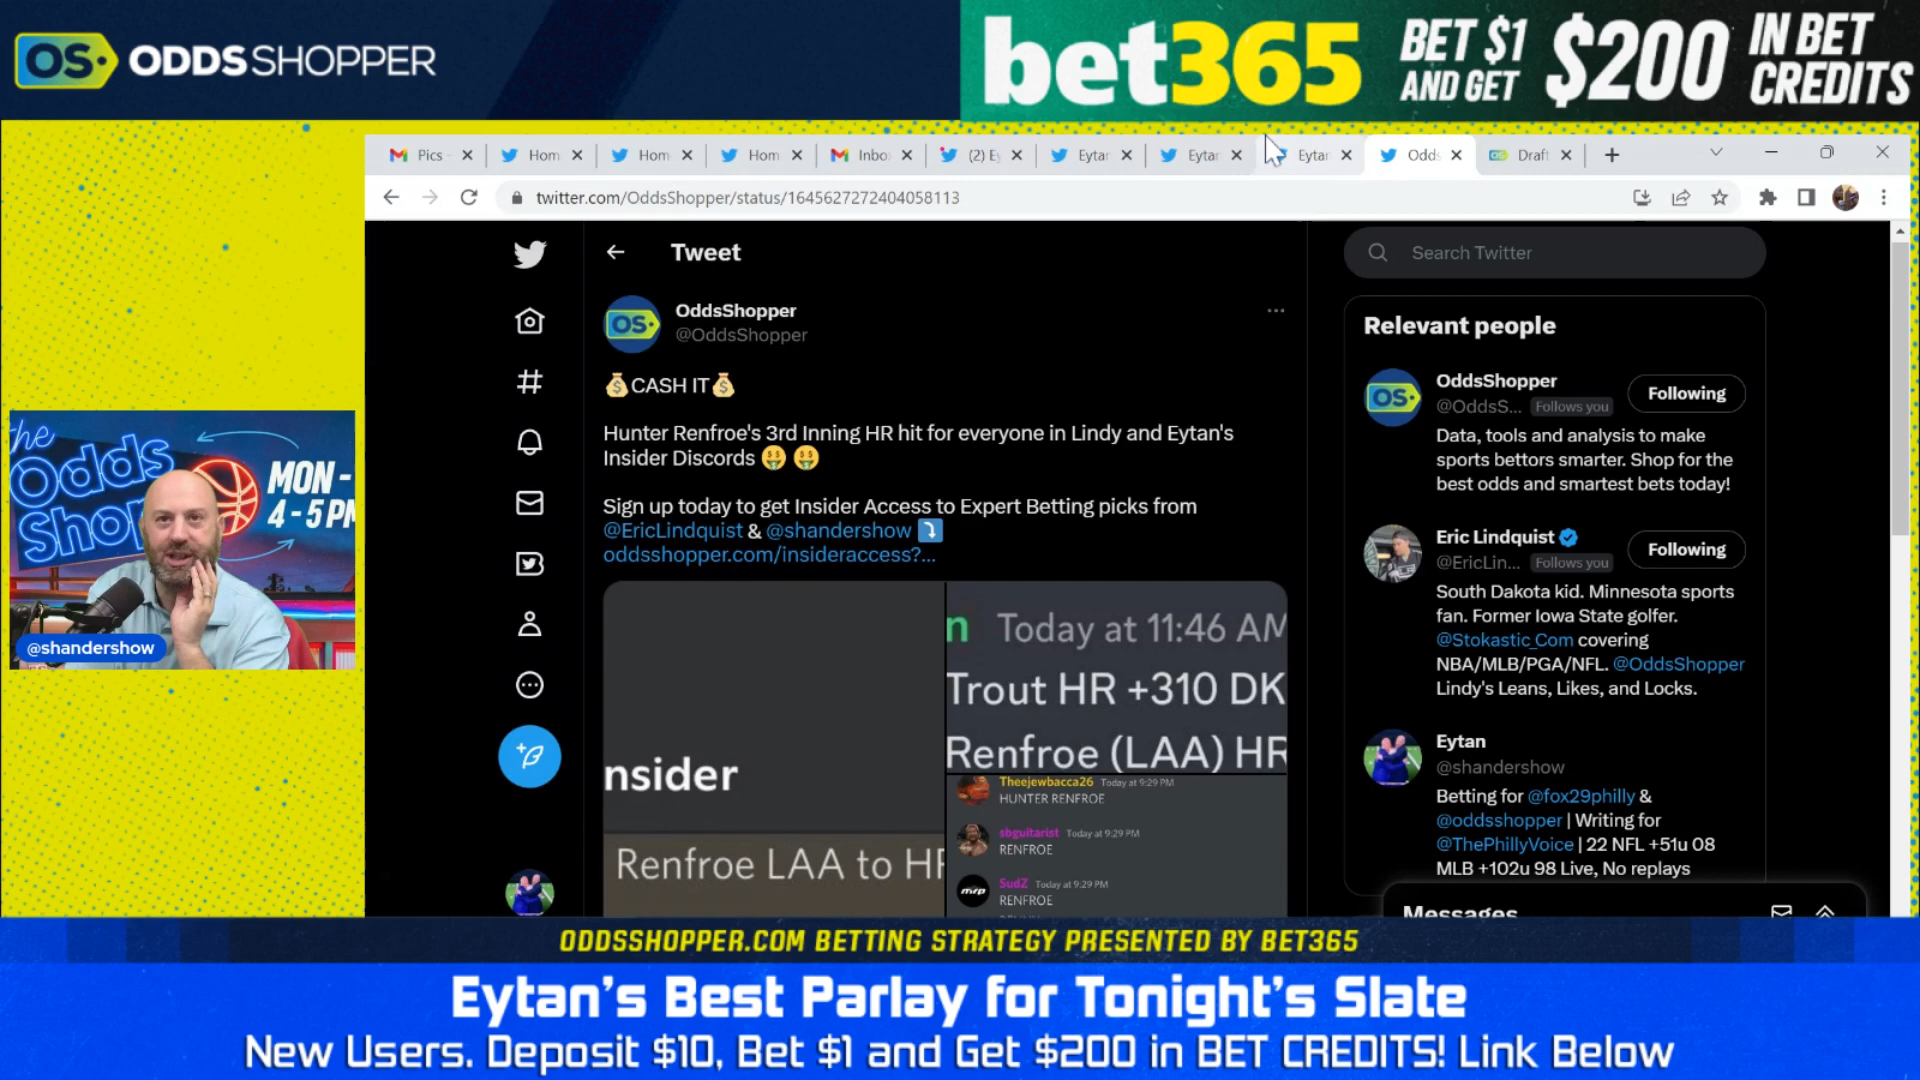 OS ODDSSHOPPER
bet365
BET $1
AND GET
$200
IN BET
CREDITS
Pics
Hom
Hom
Hom
Inbo
(2) E
Eytar
Eytar
Eytar
Odds
Draft
twitter.com/OddsShopper/status/1645627272404058113
Tweet
Search Twitter
OddsShopper
@OddsShopper
💰CASH IT💰
Hunter Renfroe's 3rd Inning HR hit for everyone in Lindy and Eytan's
Insider Discords 🤑 🤑
Sign up today to get Insider Access to Expert Betting picks from
@EricLindquist & @shandershow ⤵️
oddsshopper.com/insideraccess?...
nsider
Renfroe LAA to HR
n Today at 11:46 AM
Trout HR +310 DK
Renfroe (LAA) HR
Theejewbacca26 Today at 9:29 PM
HUNTER RENFROE
sbguitarist Today at 9:29 PM
RENFROE
SudZ Today at 9:29 PM
RENFROE
Relevant people
OddsShopper
@OddsS... Follows you
Following
Data, tools and analysis to make
sports bettors smarter. Shop for the
best odds and smartest bets today!
Eric Lindquist
@EricLin... Follows you
Following
South Dakota kid. Minnesota sports
fan. Former Iowa State golfer.
@Stokastic_Com covering
NBA/MLB/PGA/NFL. @OddsShopper
Lindy's Leans, Likes, and Locks.
Eytan
@shandershow
Betting for @fox29philly &
@oddsshopper | Writing for
@ThePhillyVoice | 22 NFL +51u 08
MLB +102u 98 Live, No replays
Messages
the
Odds
Shop
MON -
4 - 5 PM
@shandershow
ODDSSHOPPER.COM BETTING STRATEGY PRESENTED BY BET365
Eytan's Best Parlay for Tonight's Slate
New Users. Deposit $10, Bet $1 and Get $200 in BET CREDITS! Link Below